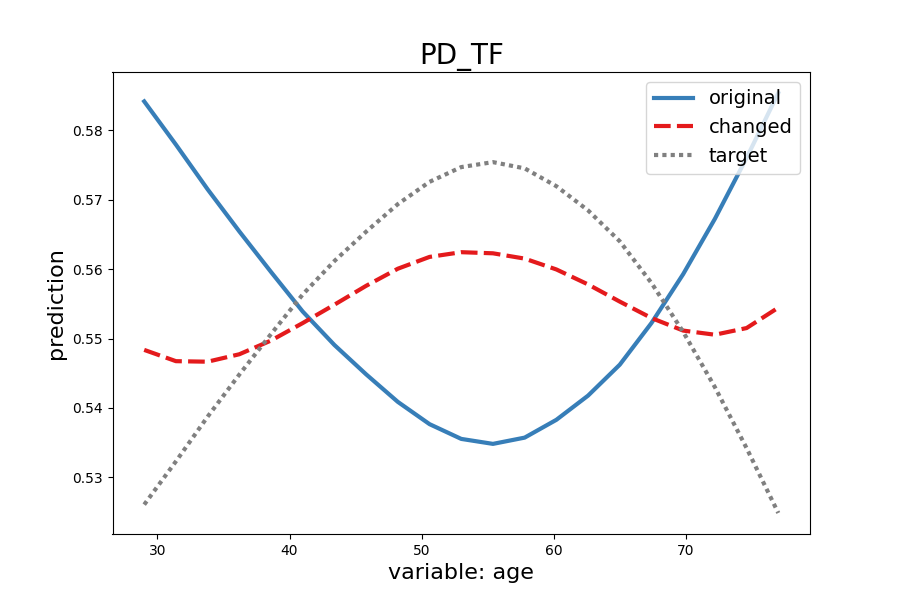 PD_TF
original
changed
target
prediction
0.58
0.57
0.56
0.55
0.54
0.53
30 40 50 60 70
variable: age